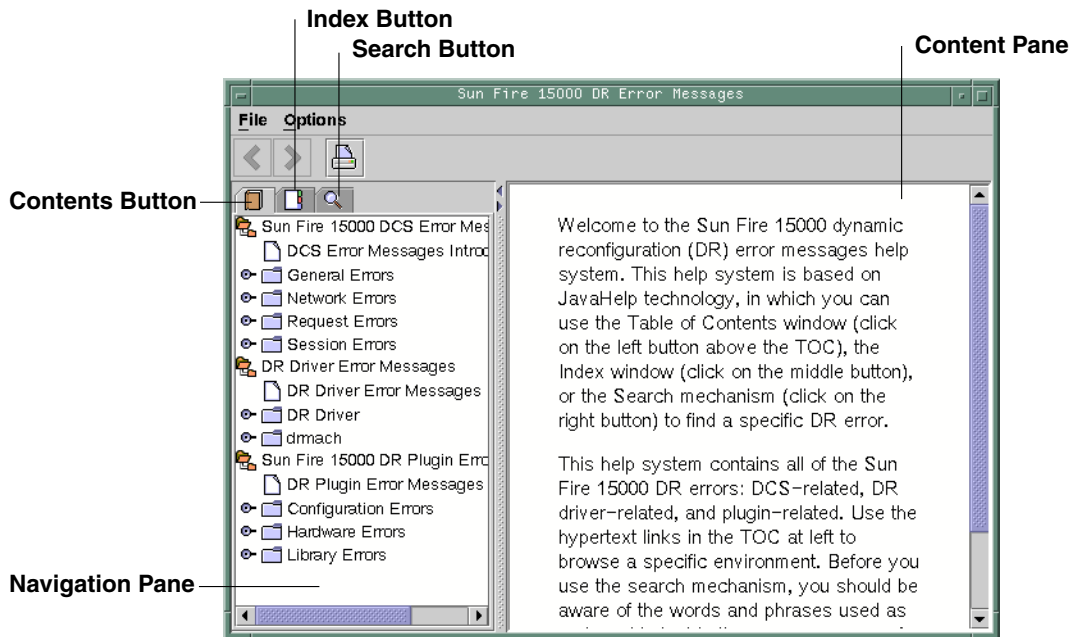 Index Button
Search Button
Content Pane
Sun Fire 15000 DR Error Messages
File Options
Contents Button
Sun Fire 15000 DCS Error Mes
DCS Error Messages Introd
General Errors
Network Errors
Request Errors
Session Errors
DR Driver Error Messages
DR Driver Error Messages
DR Driver
drmach
Sun Fire 15000 DR Plugin Erro
DR Plugin Error Messages
Configuration Errors
Hardware Errors
Library Errors
Navigation Pane
Welcome to the Sun Fire 15000 dynamic
reconfiguration (DR) error messages help
system. This help system is based on
JavaHelp technology, in which you can
use the Table of Contents window (click
on the left button above the TOC), the
Index window (click on the middle button),
or the Search mechanism (click on the
right button) to find a specific DR error.
This help system contains all of the Sun
Fire 15000 DR errors: DCS-related, DR
driver-related, and plugin-related. Use the
hypertext links in the TOC at left to
browse a specific environment. Before you
use the search mechanism, you should be
aware of the words and phrases used as